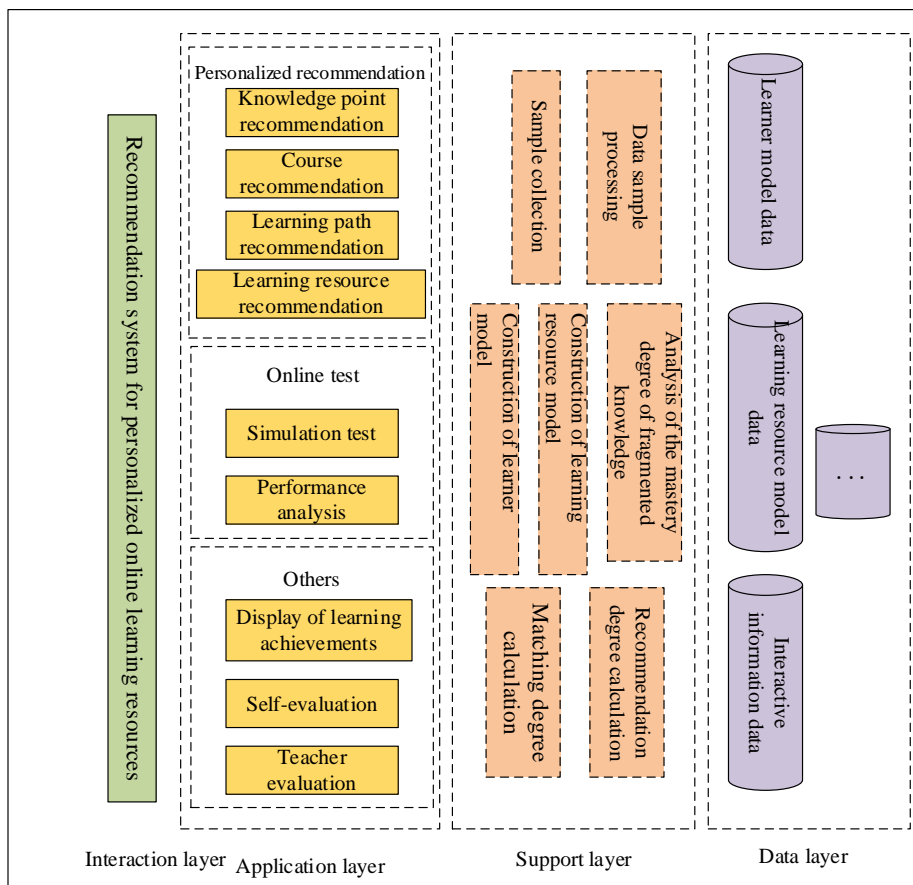 Recommendation system for personalized online learning resources
Personalized recommendation
Knowledge point
recommendation
Course
recommendation
Learning path
recommendation
Learning resource
recommendation
Online test
Simulation test
Performance
analysis
Others
Display of learning
achievements
Self-evaluation
Teacher
evaluation
Sample collection
Data sample
processing
Construction of learner
model
Construction of learning
resource model
Analysis of the mastery
degree of fragmented
knowledge
Matching degree
calculation
Recommendation
degree calculation
Learner model data
Learning resource model
data
...
Interactive
information data
Interaction layer
Application layer
Support layer
Data layer